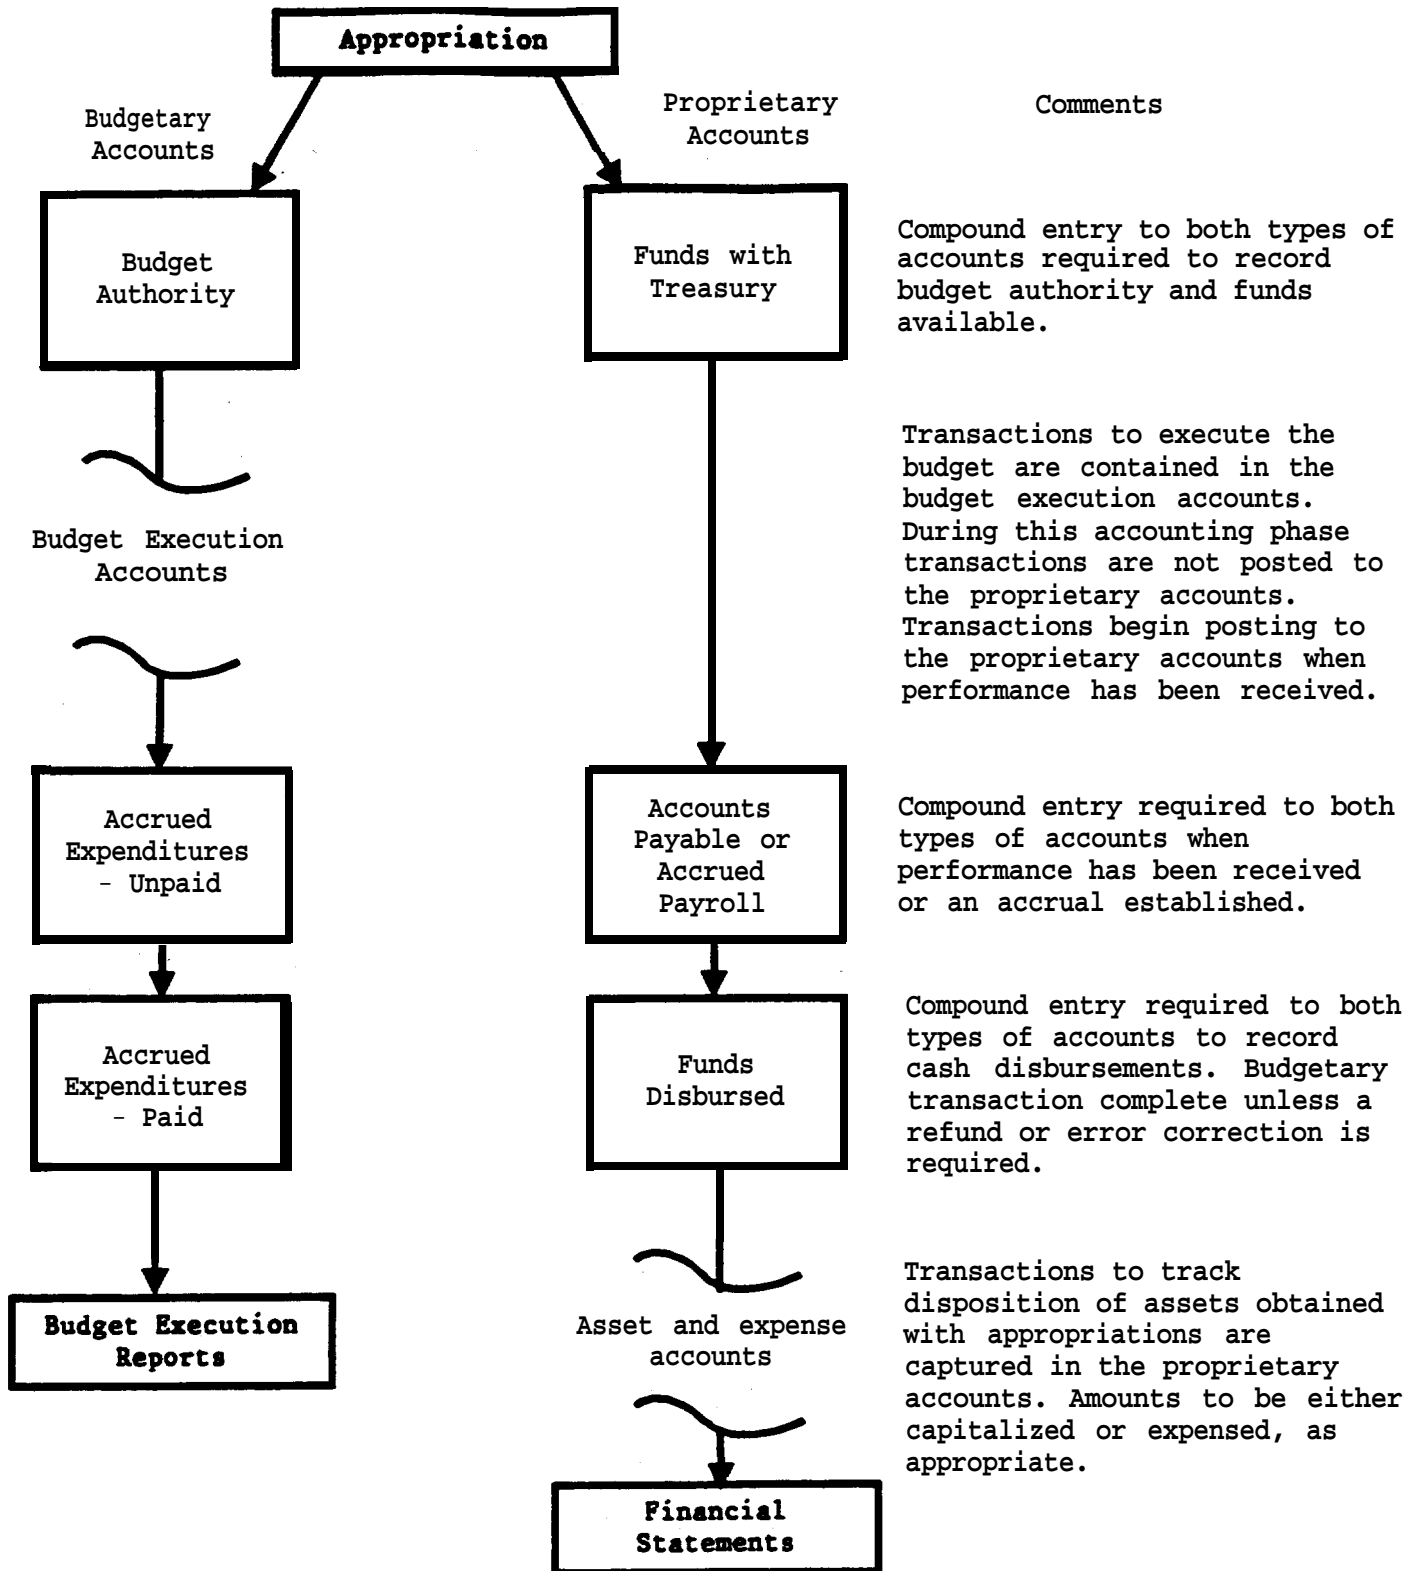 Appropriation
Budgetary
Accounts
Proprietary
Accounts
Comments
Budget
Authority
Funds with
Treasury
Compound entry to both types of
accounts required to record
budget authority and funds
available.
Budget Execution
Accounts
Transactions to execute the
budget are contained in the
budget execution accounts.
During this accounting phase
transactions are not posted to
the proprietary accounts.
Transactions begin posting to
the proprietary accounts when
performance has been received.
Accrued
Expenditures
- Unpaid
Accounts
Payable or
Accrued
Payroll
Compound entry required to both
types of accounts when
performance has been received
or an accrual established.
Accrued
Expenditures
- Paid
Funds
Disbursed
Compound entry required to both
types of accounts to record
cash disbursements. Budgetary
transaction complete unless a
refund or error correction is
required.
Budget Execution
Reports
Asset and expense
accounts
Transactions to track
disposition of assets obtained
with appropriations are
captured in the proprietary
accounts. Amounts to be either
capitalized or expensed, as
appropriate.
Financial
Statements